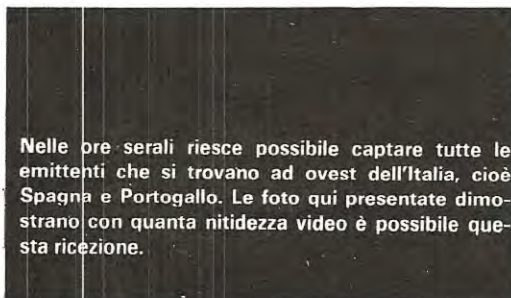 Nelle ore serali riesce possibile captare tutte le
emittenti che si trovano ad ovest dell'Italia, cioè
Spagna e Portogallo. Le foto qui presentate dimo-
strano con quanta nitidezza video è possibile que-
sta ricezione.